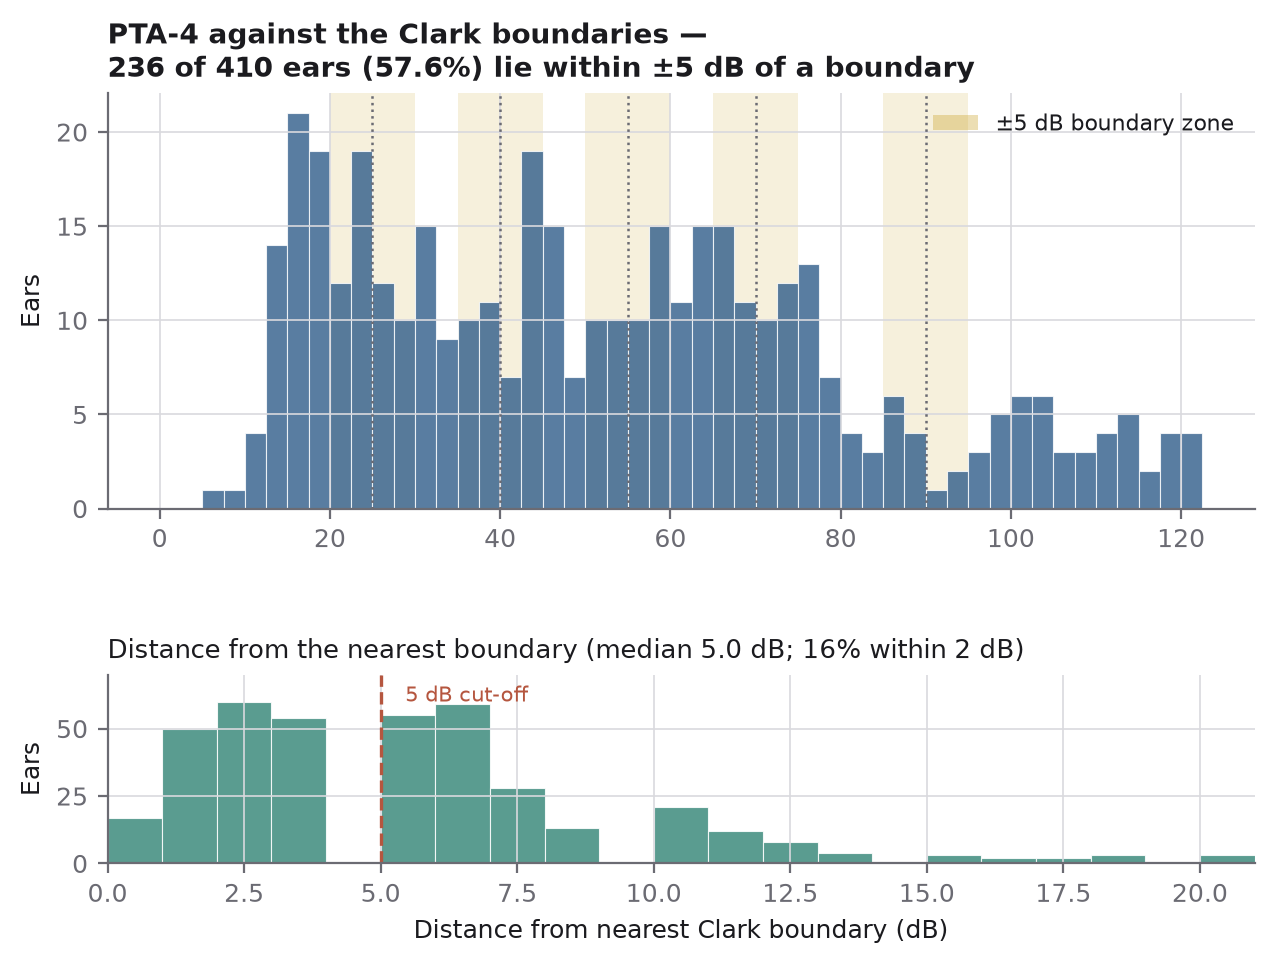 PTA-4 against the Clark boundaries —
236 of 410 ears (57.6%) lie within ±5 dB of a boundary
±5 dB boundary zone
Ears
20
15
10
5
0
0 20 40 60 80 100 120
Distance from the nearest boundary (median 5.0 dB; 16% within 2 dB)
5 dB cut-off
Ears
50
25
0
0.0 2.5 5.0 7.5 10.0 12.5 15.0 17.5 20.0
Distance from nearest Clark boundary (dB)